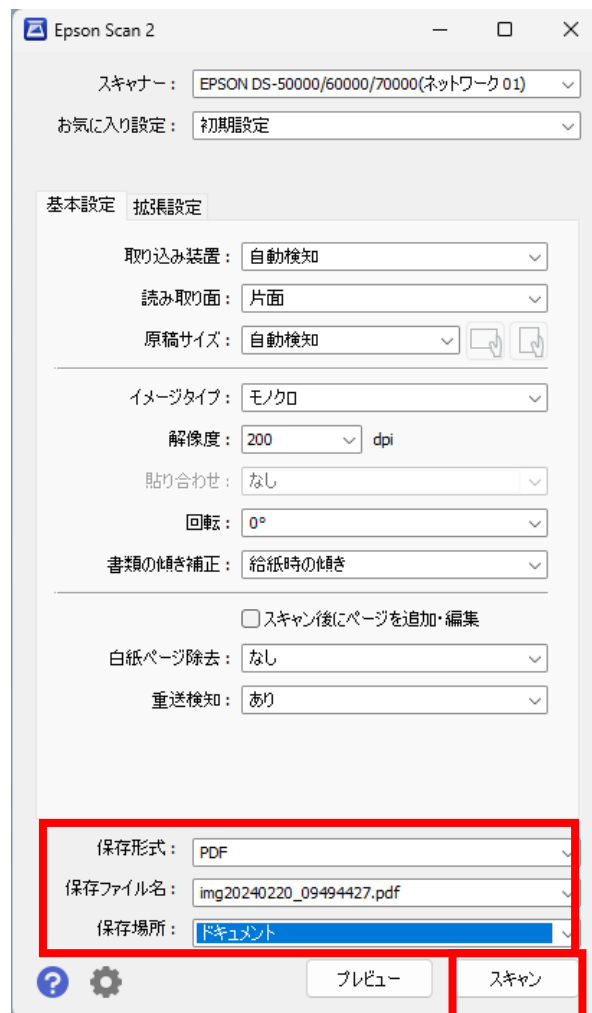 Epson Scan 2
スキャナー： EPSON DS-50000/60000/70000(ネットワーク 01)
お気に入り設定： 初期設定
基本設定 拡張設定
取り込み装置： 自動検知
読み取り面： 片面
原稿サイズ： 自動検知
イメージタイプ： モノクロ
解像度： 200 dpi
貼り合わせ： なし
回転： 0°
書類の傾き補正： 給紙時の傾き
スキャン後にページを追加・編集
白紙ページ除去： なし
重送検知： あり
保存形式： PDF
保存ファイル名： img20240220_09494427.pdf
保存場所： ドキュメント
? プレビュー スキャン